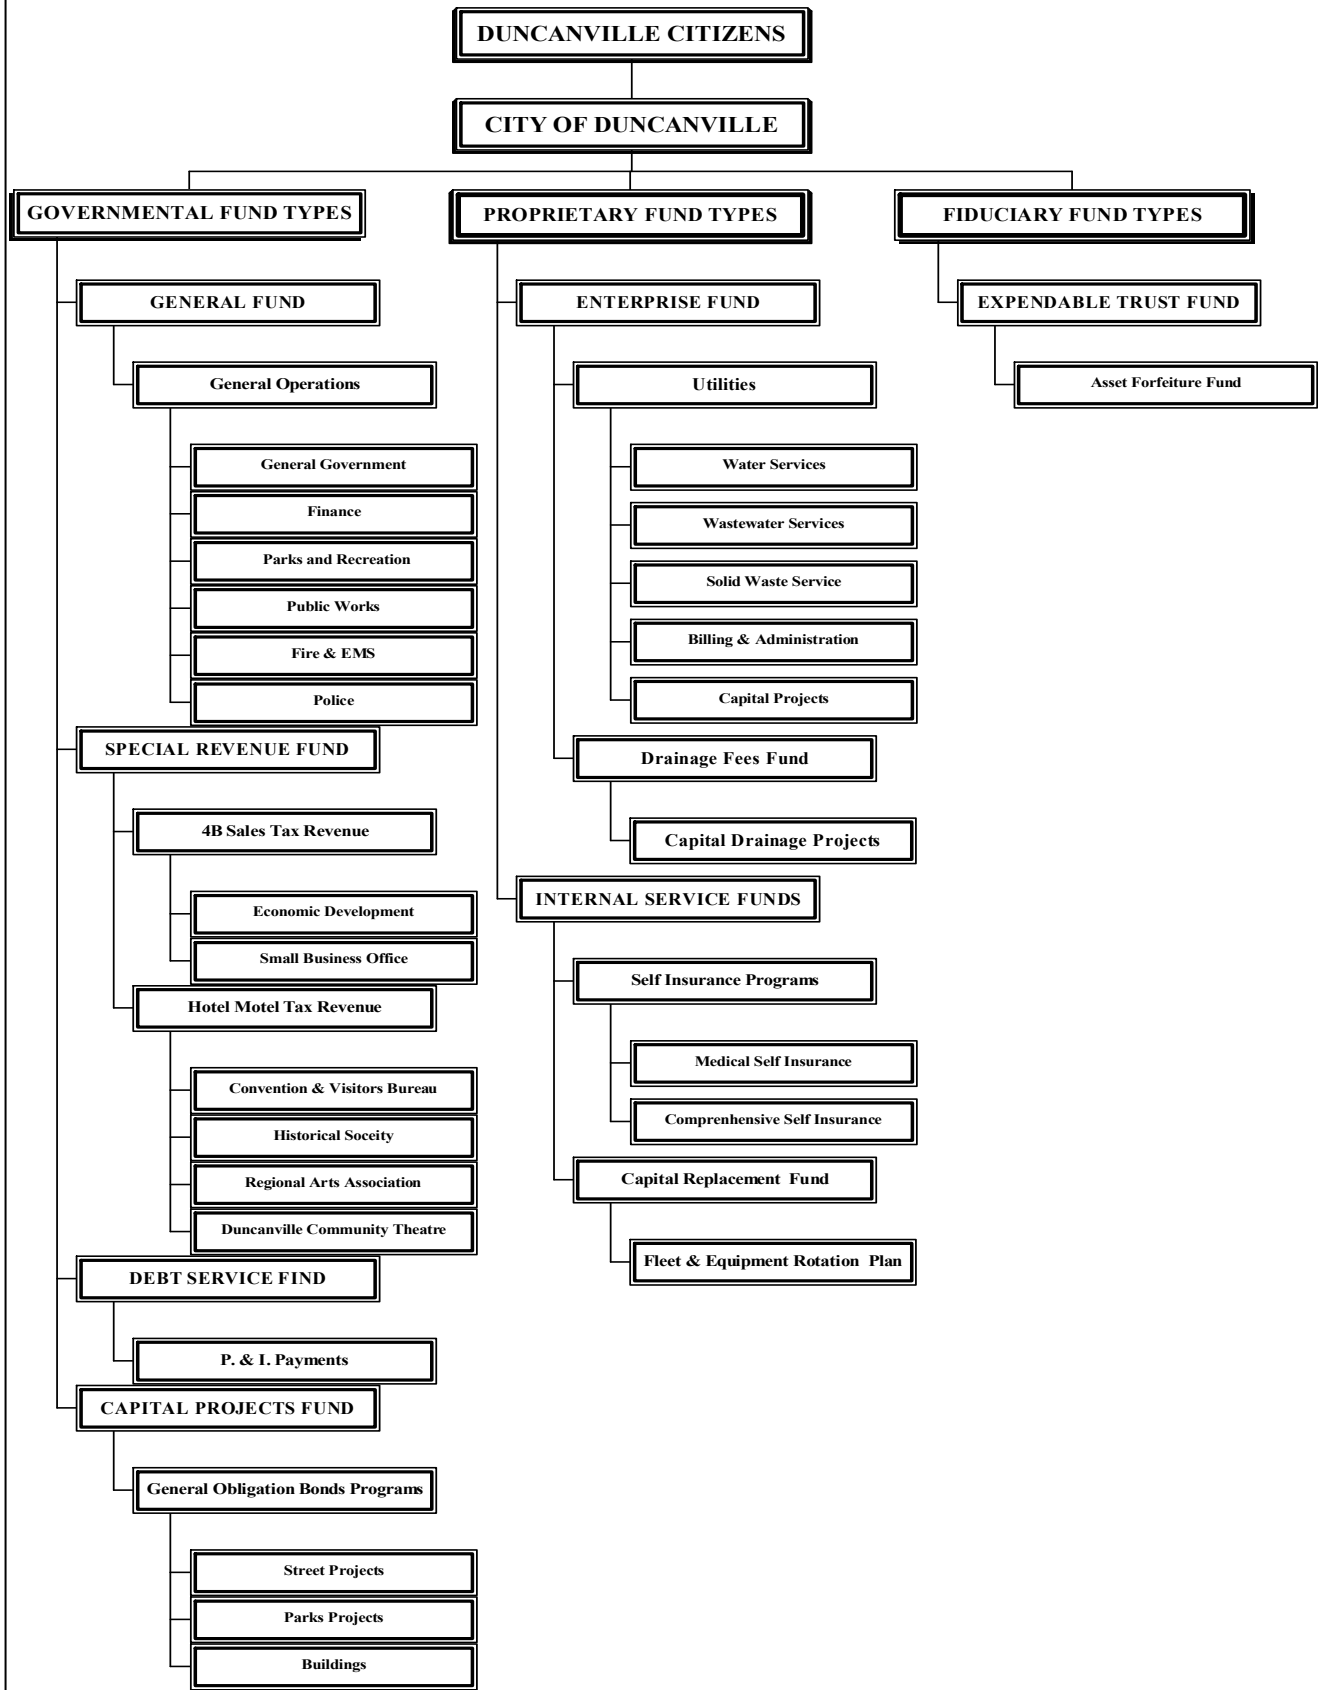 DUNCANVILLE CITIZENS
CITY OF DUNCANVILLE
GOVERNMENTAL FUND TYPES
GENERAL FUND
General Operations
General Government
Finance
Parks and Recreation
Public Works
Fire & EMS
Police
SPECIAL REVENUE FUND
4B Sales Tax Revenue
Economic Development
Small Business Office
Hotel Motel Tax Revenue
Convention & Visitors Bureau
Historical Soceity
Regional Arts Association
Duncanville Community Theatre
DEBT SERVICE FIND
P. & I. Payments
CAPITAL PROJECTS FUND
General Obligation Bonds Programs
Street Projects
Parks Projects
Buildings
PROPRIETARY FUND TYPES
ENTERPRISE FUND
Utilities
Water Services
Wastewater Services
Solid Waste Service
Billing & Administration
Capital Projects
Drainage Fees Fund
Capital Drainage Projects
INTERNAL SERVICE FUNDS
Self Insurance Programs
Medical Self Insurance
Comprenhensive Self Insurance
Capital Replacement Fund
Fleet & Equipment Rotation Plan
FIDUCIARY FUND TYPES
EXPENDABLE TRUST FUND
Asset Forfeiture Fund